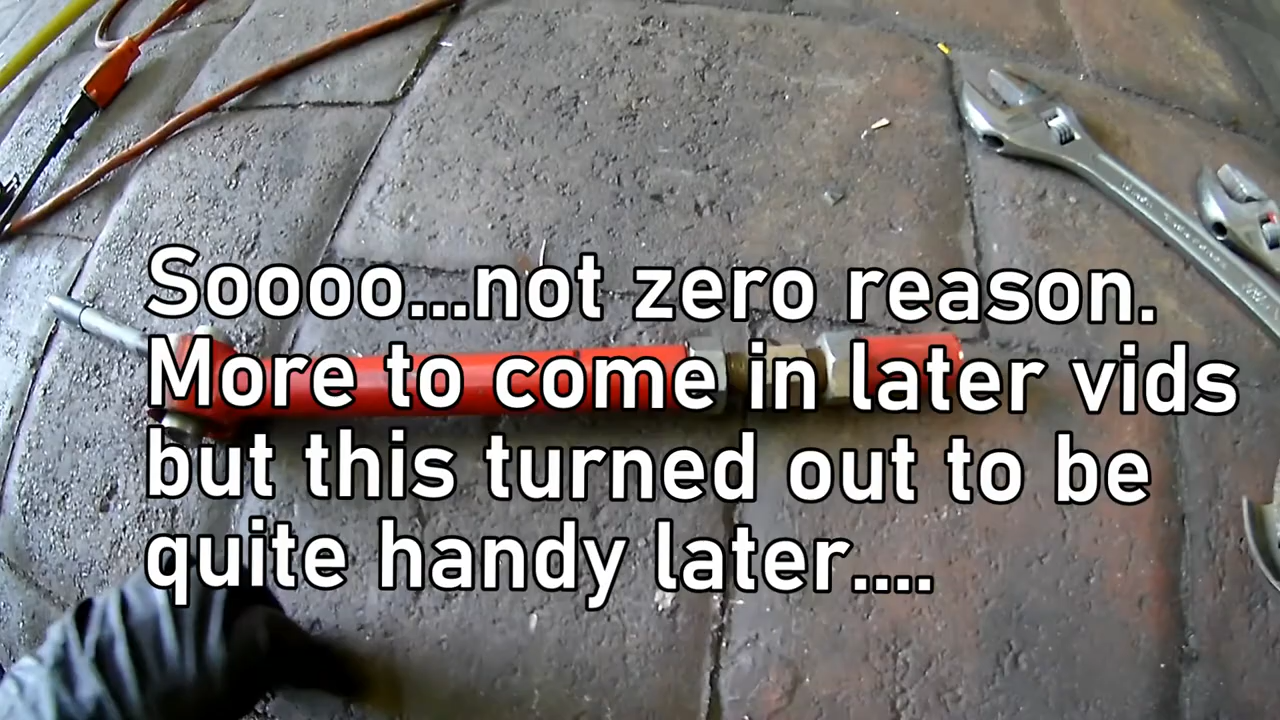 Soooo...not zero reason.
More to come in later vids
but this turned out to be
quite handy later....